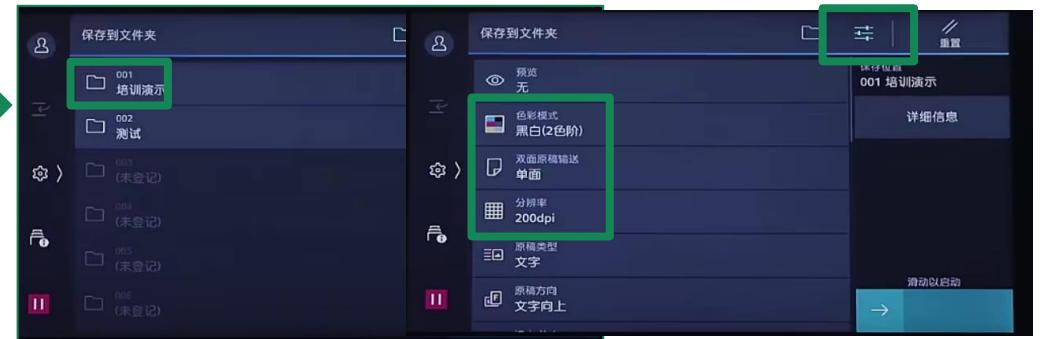 保存到文件夹
001
培训演示
002
测试
003
(未登记)
004
(未登记)
005
(未登记)
006
(未登记)
保存到文件夹
重置
预览
无
色彩模式
黑白(2色阶)
双面原稿输送
单面
分辨率
200dpi
原稿类型
文字
原稿方向
文字向上
保存位置
001 培训演示
详细信息
滑动以启动